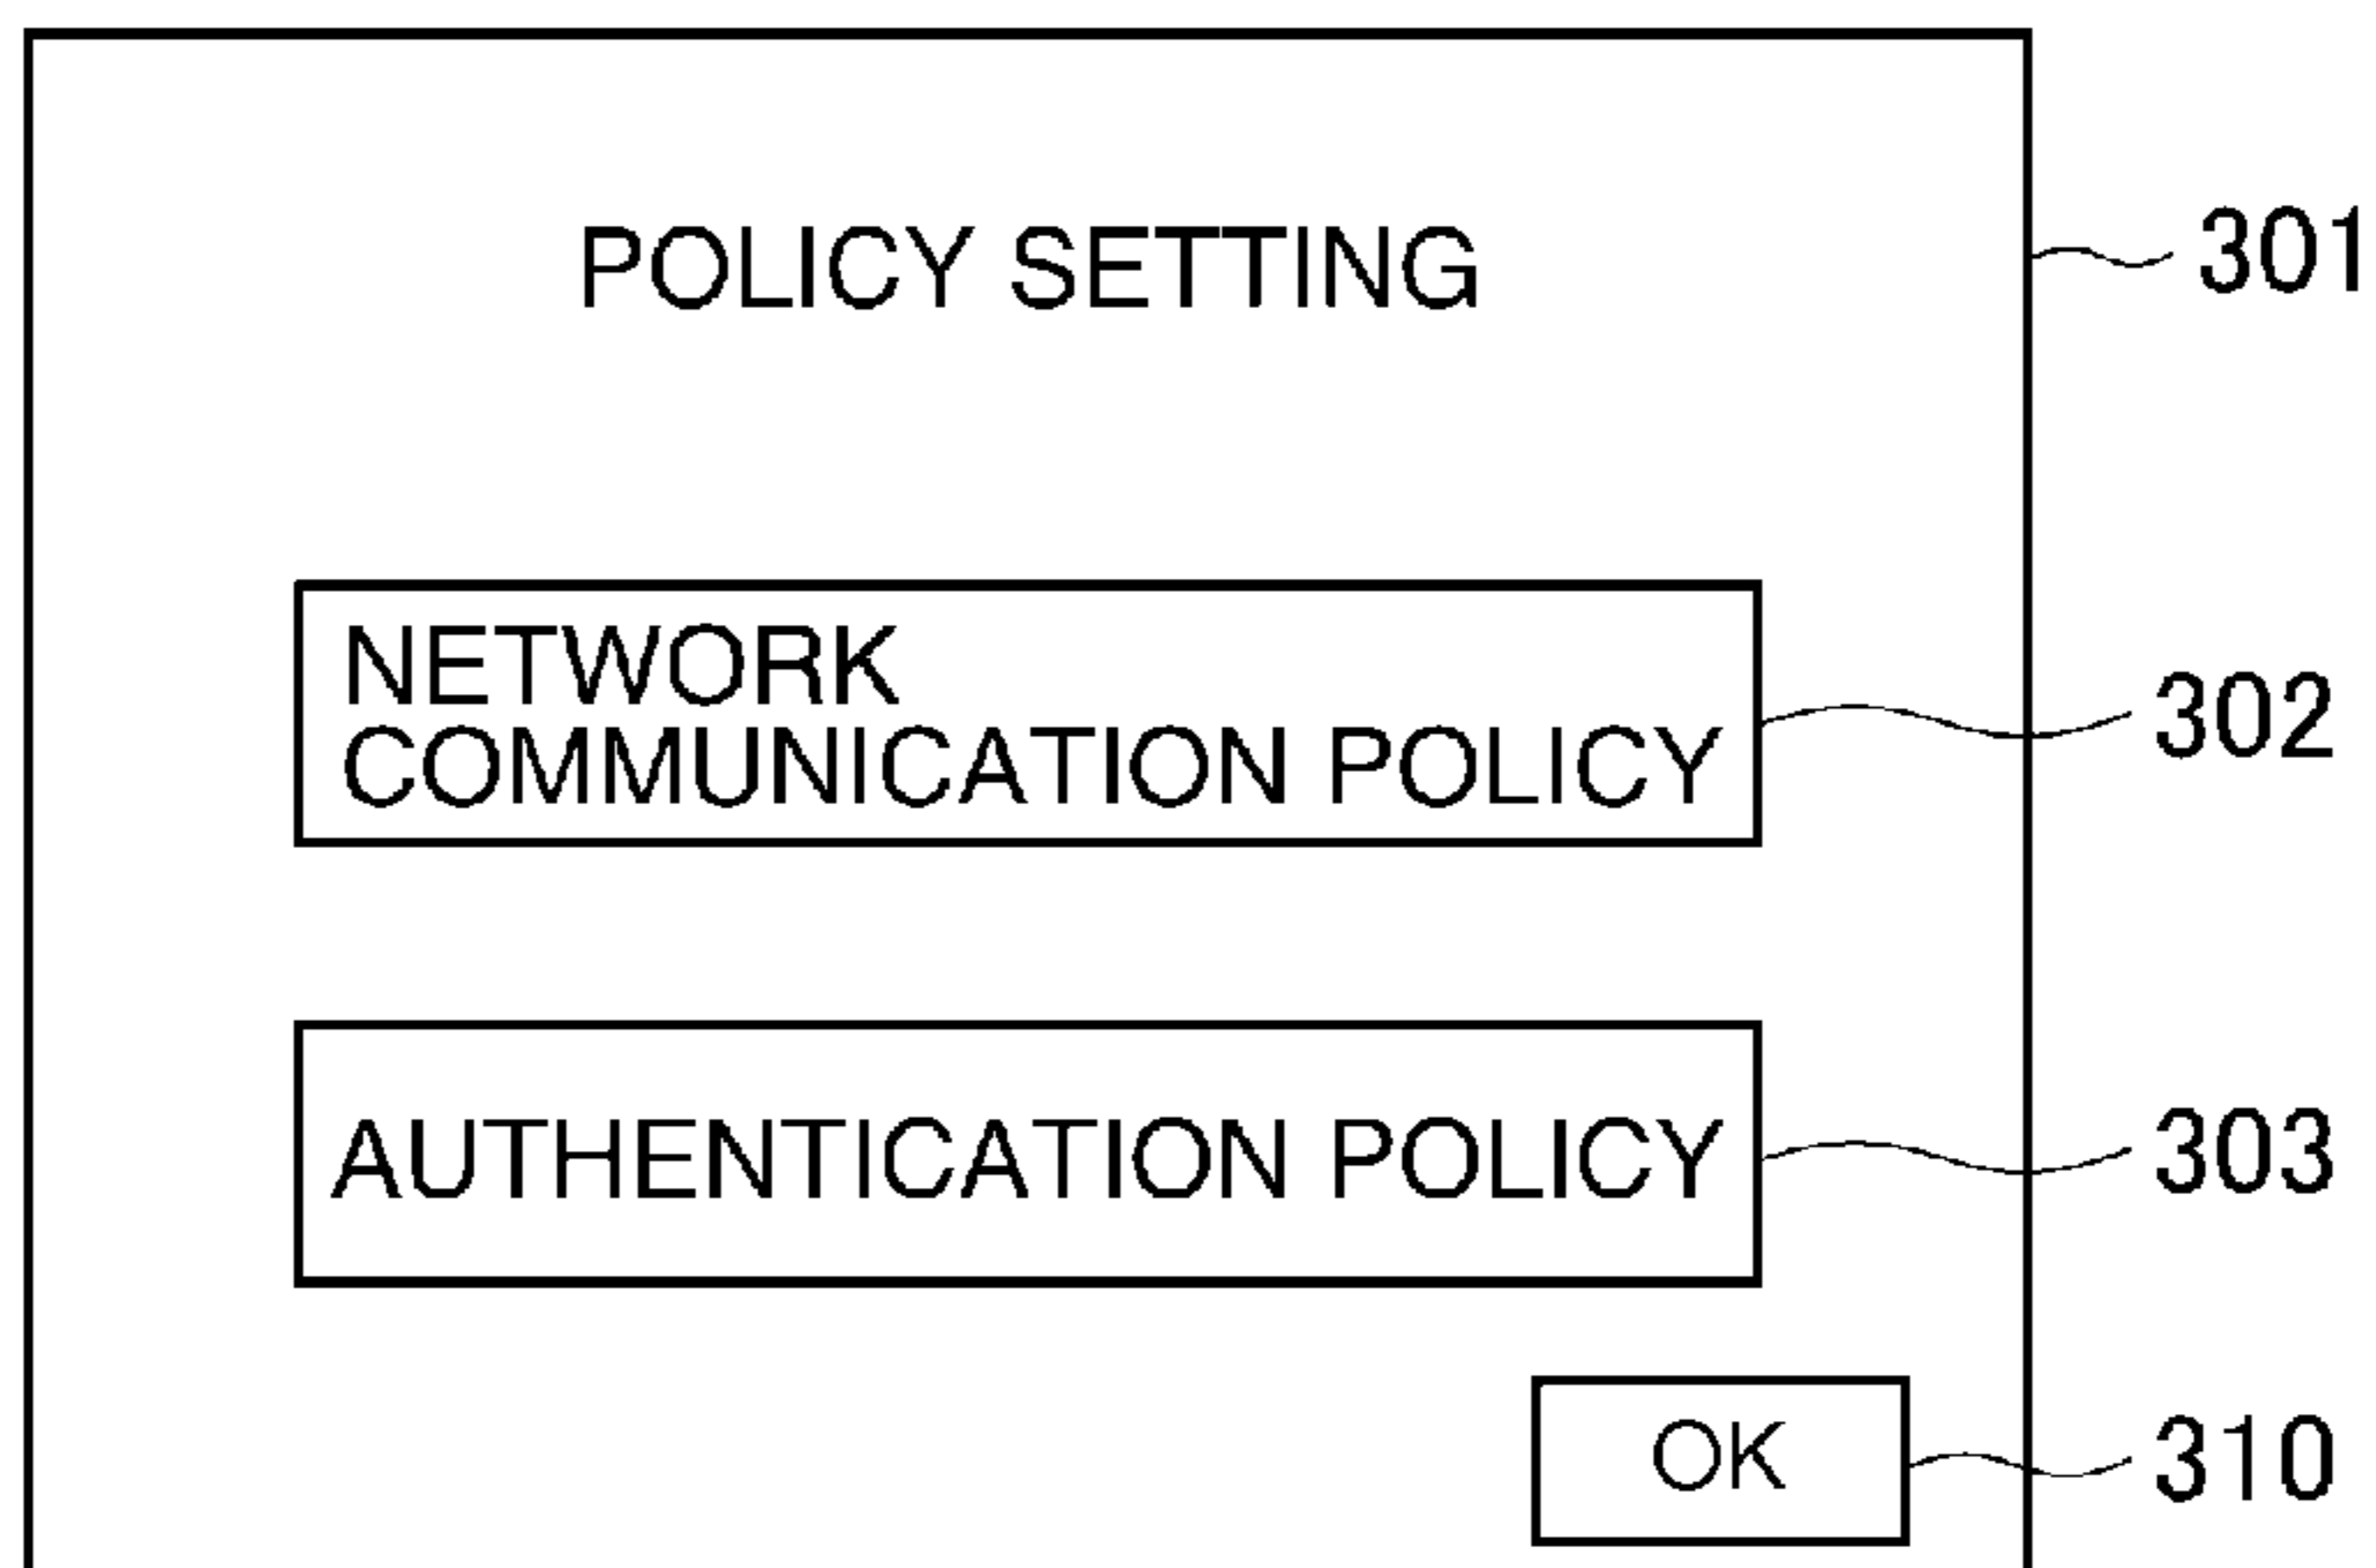 POLICY SETTING
301
NETWORK
COMMUNICATION POLICY
302
AUTHENTICATION POLICY
303
OK
310